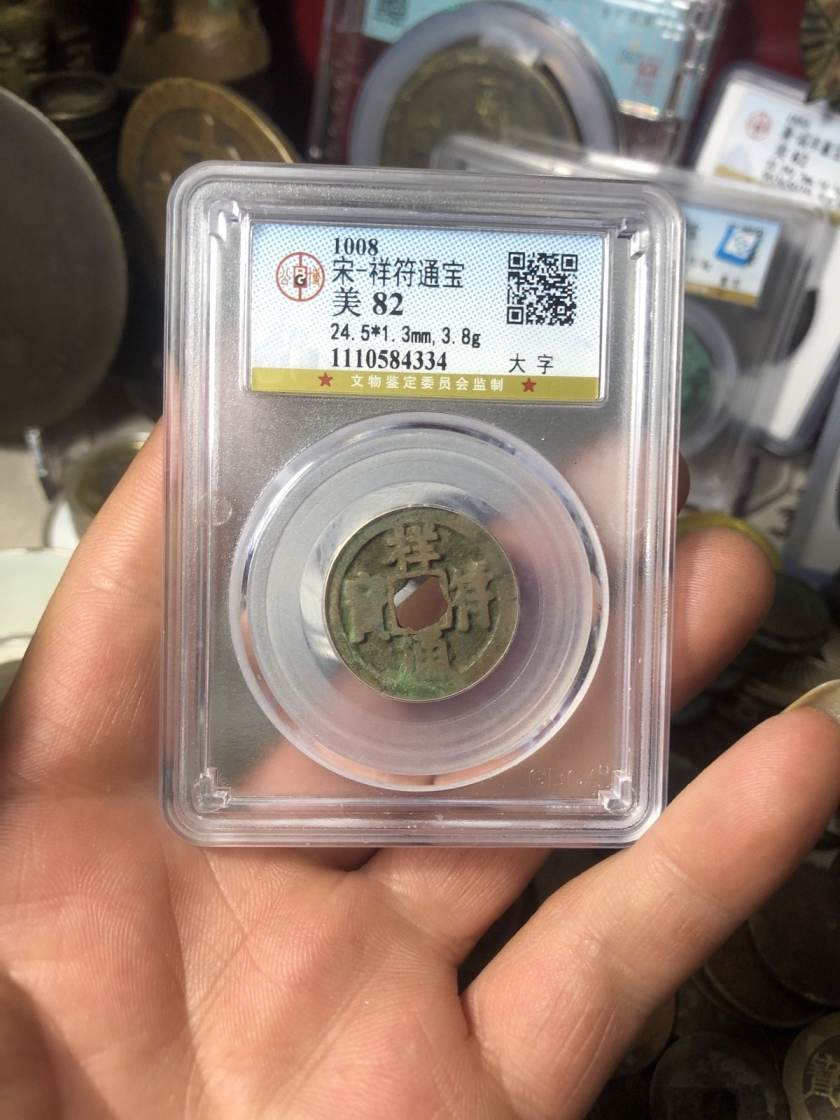 1008
宋-祥符通宝
美 82
24.5*1.3mm, 3.8g
1110584334 大字
文物鉴定委员会监制
祥符通寳